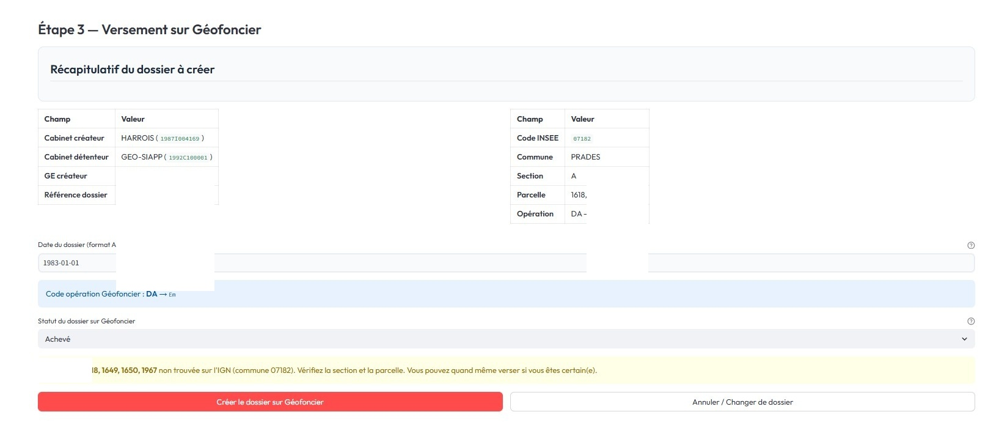 Étape 3 — Versement sur Géofoncier
Récapitulatif du dossier à créer
Champ Valeur
Cabinet créateur HARROIS ( 1987I004169 )
Cabinet détenteur GEO-SIAPP ( 1992C100001 )
GE créateur
Référence dossier
Champ Valeur
Code INSEE 07182
Commune PRADES
Section A
Parcelle 1618,
Opération DA -
Date du dossier (format A
1983-01-01
Code opération Géofoncier : DA → Em
Statut du dossier sur Géofoncier
Achevé
18, 1649, 1650, 1967 non trouvée sur l'IGN (commune 07182). Vérifiez la section et la parcelle. Vous pouvez quand même verser si vous êtes certain(e).
Créer le dossier sur Géofoncier
Annuler / Changer de dossier